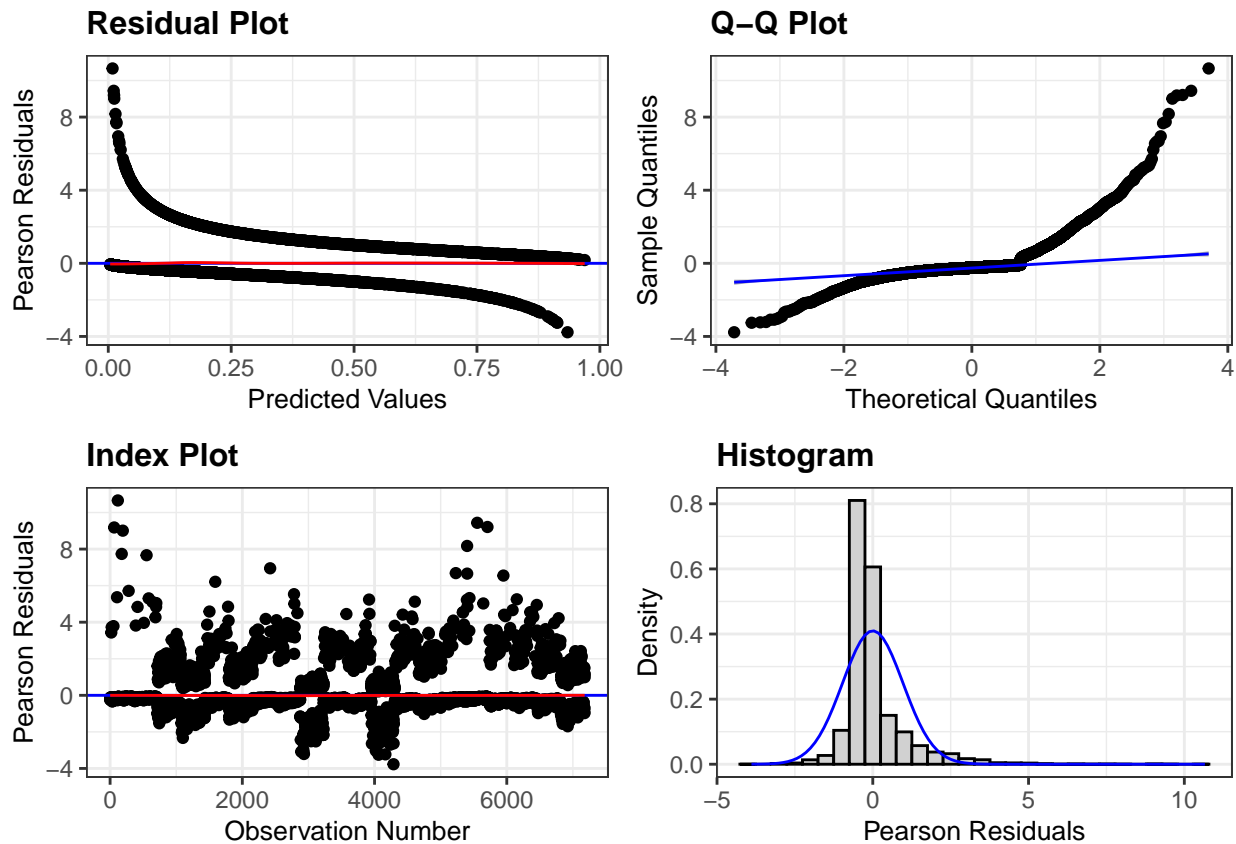 Residual Plot
Pearson Residuals
8
4
0
−4
0.00 0.25 0.50 0.75 1.00
Predicted Values
Q−Q Plot
Sample Quantiles
8
4
0
−4
−4 −2 0 2 4
Theoretical Quantiles
Index Plot
Pearson Residuals
8
4
0
−4
0 2000 4000 6000
Observation Number
Histogram
Density
0.8
0.6
0.4
0.2
0.0
−5 0 5 10
Pearson Residuals